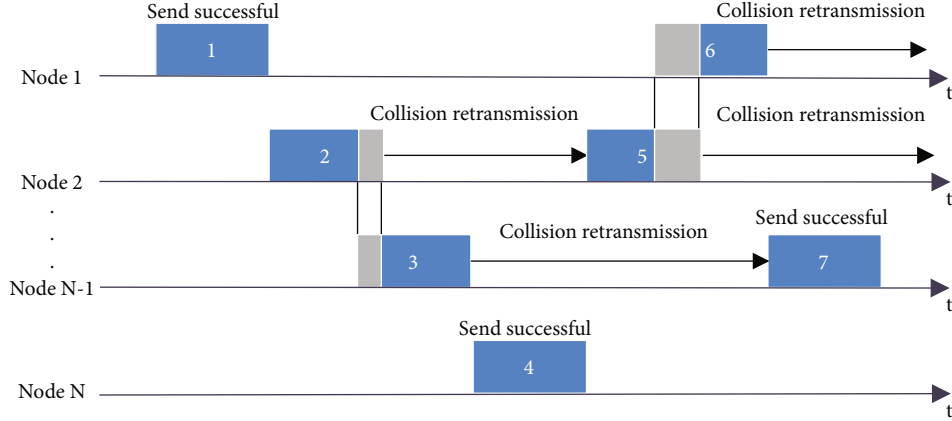 Send successful
Collision retransmission
1
6
Node 1
t
Collision retransmission
Collision retransmission
2
5
Node 2
t
.
.
.
Collision retransmission
Send successful
3
7
Node N-1
t
Send successful
4
Node N
t